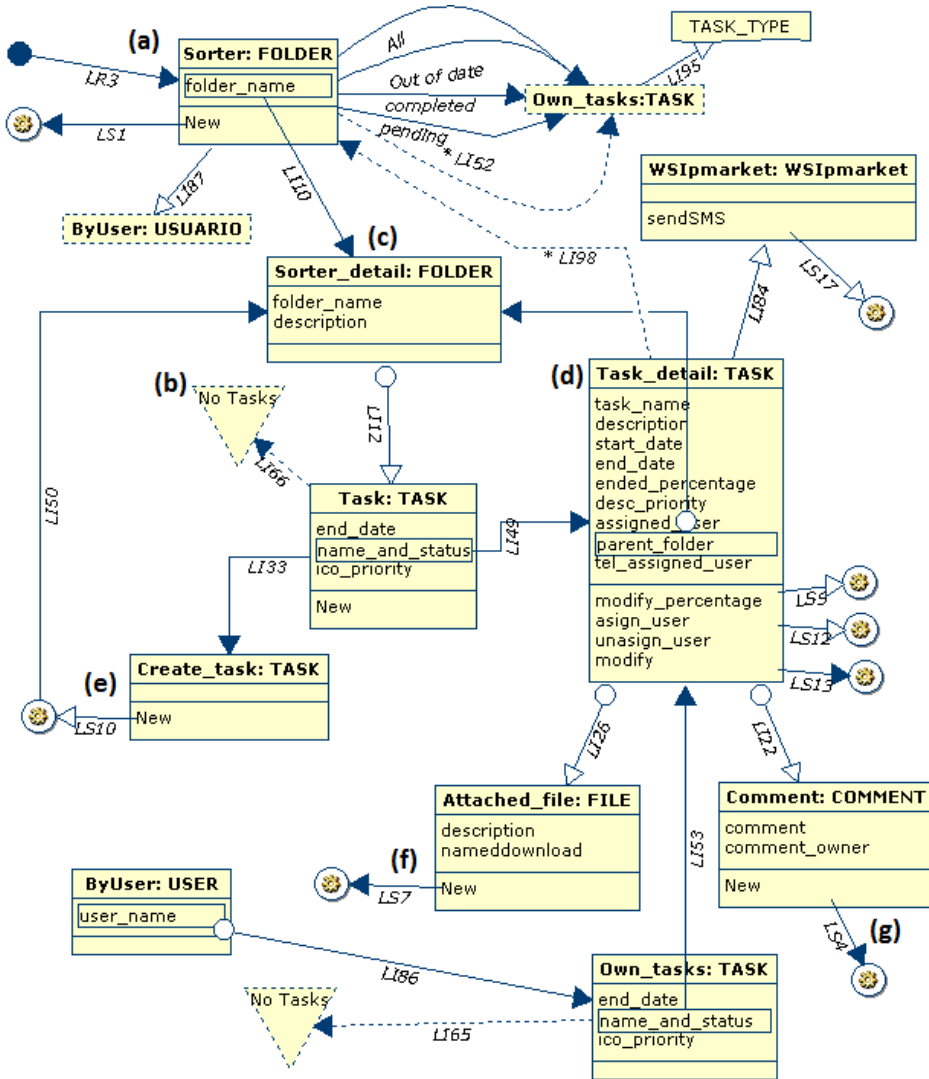 (a)
Sorter: FOLDER
folder_name
New
LR3
LS1
All
Out of date
completed
pending
* LI52
TASK_TYPE
LI95
Own_tasks:TASK
LI87
LI10
ByUser: USUARIO
WSIpmarket: WSIpmarket
sendSMS
LS17
* LI98
LI84
(c)
Sorter_detail: FOLDER
folder_name
description
(b)
No Tasks
LI12
LI66
LI50
(d)
Task_detail: TASK
task_name
description
start_date
end_date
ended_percentage
desc_priority
assigned_user
parent_folder
tel_assigned_user
modify_percentage
asign_user
unasign_user
modify
LS9
LS12
LS13
Task: TASK
end_date
name_and_status
ico_priority
New
LI49
LI33
(e)
Create_task: TASK
New
LS10
LI26
LI22
Attached_file: FILE
description
nameddownload
New
(f)
LS7
LI53
Comment: COMMENT
comment
comment_owner
New
LS4
(g)
ByUser: USER
user_name
LI86
No Tasks
LI65
Own_tasks: TASK
end_date
name_and_status
ico_priority